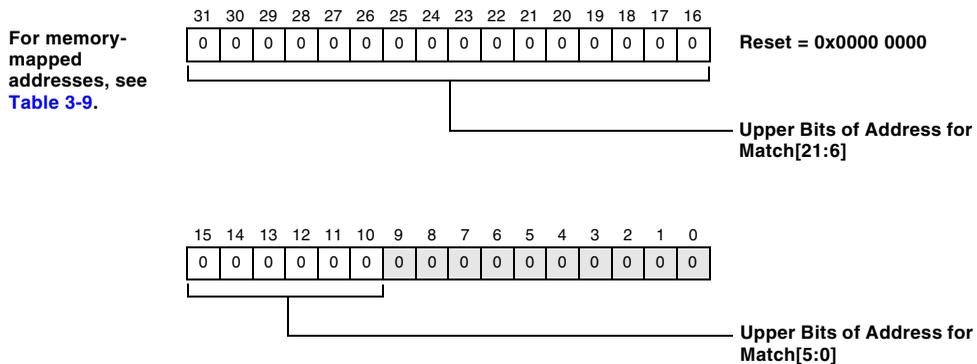 31 30 29 28 27 26 25 24 23 22 21 20 19 18 17 16
For memory-
mapped
addresses, see
Table 3-9.
0 0 0 0 0 0 0 0 0 0 0 0 0 0 0 0
Reset = 0x0000 0000
Upper Bits of Address for
Match[21:6]
15 14 13 12 11 10 9 8 7 6 5 4 3 2 1 0
0 0 0 0 0 0 0 0 0 0 0 0 0 0 0 0
Upper Bits of Address for
Match[5:0]